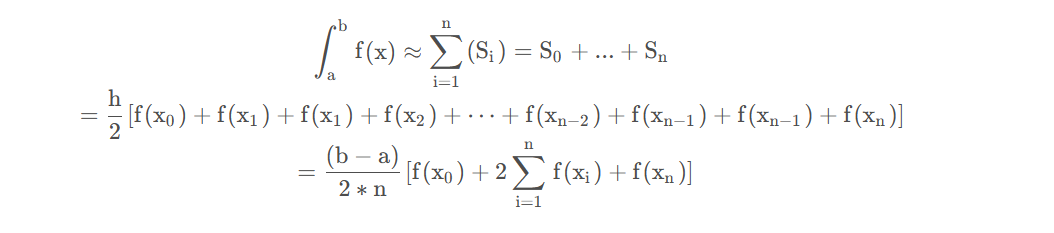 ∫_a^b f(x) ≈ ∑_{i=1}^{n} (S_i) = S_0 + ... + S_n
= h/2 [f(x_0) + f(x_1) + f(x_1) + f(x_2) + ⋯ + f(x_{n−2}) + f(x_{n−1}) + f(x_{n−1}) + f(x_n)]
= (b − a)/(2 * n) [f(x_0) + 2 ∑_{i=1}^{n} f(x_i) + f(x_n)]